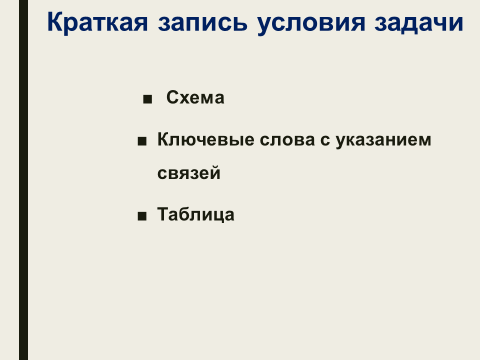 Краткая запись условия задачи
■ Схема
■ Ключевые слова с указанием
связей
■ Таблица